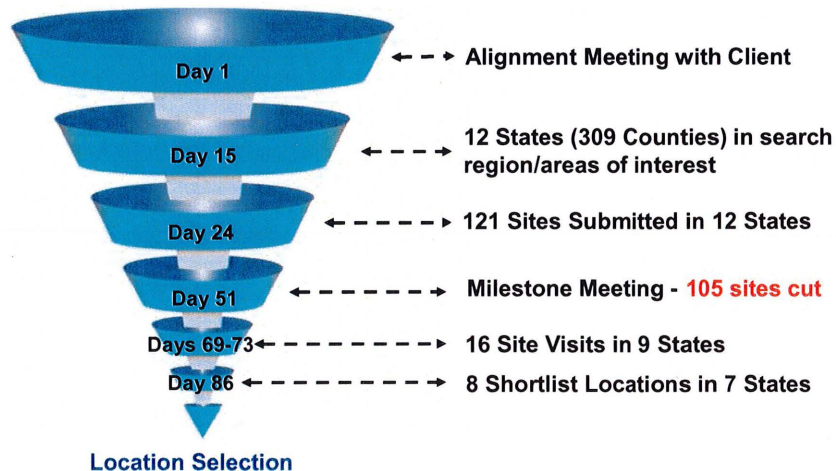 Day 1
Alignment Meeting with Client
Day 15
12 States (309 Counties) in search
region/areas of interest
Day 24
121 Sites Submitted in 12 States
Day 51
Milestone Meeting - 105 sites cut
Days 69-73
16 Site Visits in 9 States
Day 86
8 Shortlist Locations in 7 States
Location Selection